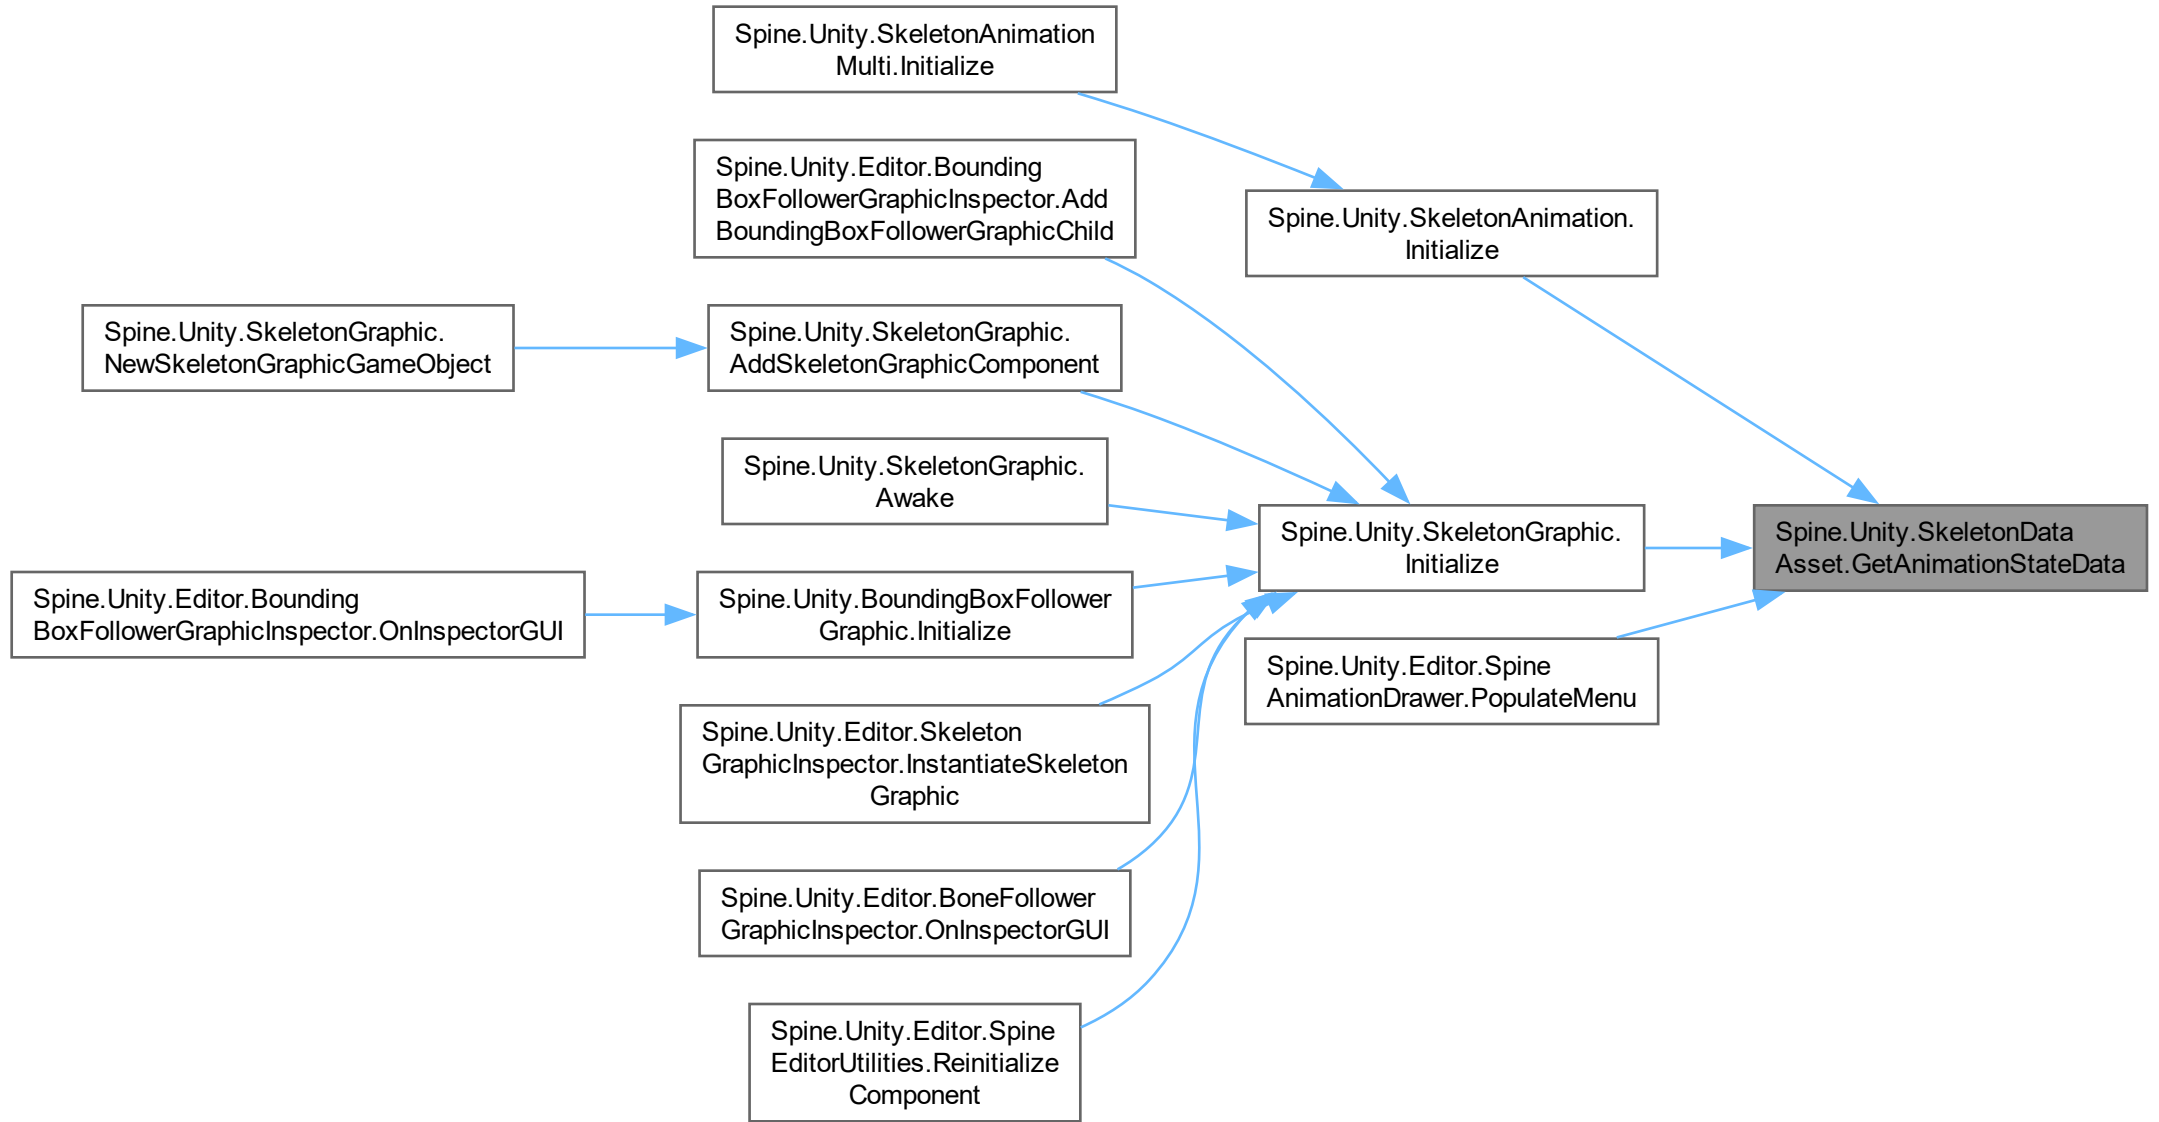 Spine.Unity.SkeletonAnimation
Multi.Initialize
Spine.Unity.Editor.Bounding
BoxFollowerGraphicInspector.Add
BoundingBoxFollowerGraphicChild
Spine.Unity.SkeletonAnimation.
Initialize
Spine.Unity.SkeletonGraphic.
NewSkeletonGraphicGameObject
Spine.Unity.SkeletonGraphic.
AddSkeletonGraphicComponent
Spine.Unity.SkeletonGraphic.
Awake
Spine.Unity.SkeletonGraphic.
Initialize
Spine.Unity.SkeletonData
Asset.GetAnimationStateData
Spine.Unity.Editor.Bounding
BoxFollowerGraphicInspector.OnInspectorGUI
Spine.Unity.BoundingBoxFollower
Graphic.Initialize
Spine.Unity.Editor.Spine
AnimationDrawer.PopulateMenu
Spine.Unity.Editor.Skeleton
GraphicInspector.InstantiateSkeleton
Graphic
Spine.Unity.Editor.BoneFollower
GraphicInspector.OnInspectorGUI
Spine.Unity.Editor.Spine
EditorUtilities.Reinitialize
Component